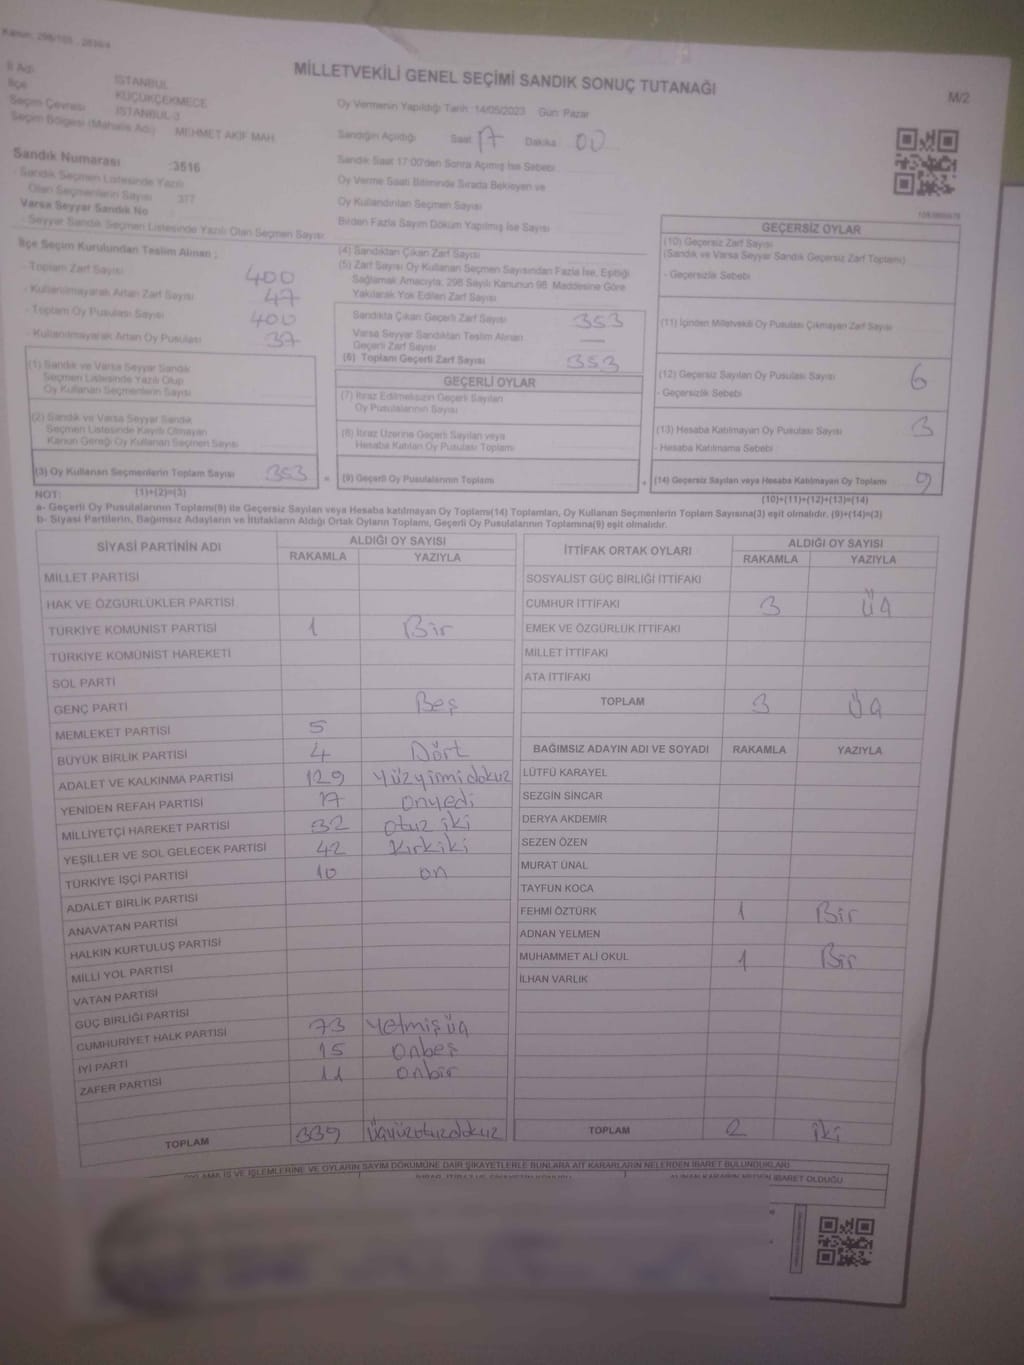 Kanun: 298/105 , 2839/4
MİLLETVEKİLİ GENEL SEÇİMİ SANDIK SONUÇ TUTANAĞI
M/2
İl Adı İSTANBUL
İlçe KÜÇÜKÇEKMECE
Seçim Çevresi İSTANBUL-3
Seçim Bölgesi (Mahalle Adı) MEHMET AKİF MAH.
Oy Vermenin Yapıldığı Tarih :14/05/2023 Gün: Pazar
Sandığın Açıldığı Saat 17 Dakika 00
Sandık Saat 17:00'den Sonra Açılmış İse Sebebi
Oy Verme Saati Bitiminde Sırada Bekleyen ve
Oy Kullandırılan Seçmen Sayısı
Birden Fazla Sayım Döküm Yapılmış İse Sayısı
Sandık Numarası :3516
- Sandık Seçmen Listesinde Yazılı
Olan Seçmenlerin Sayısı : 377
Varsa Seyyar Sandık No
- Seyyar Sandık Seçmen Listesinde Yazılı Olan Seçmen Sayısı:
İlçe Seçim Kurulundan Teslim Alınan ;
- Toplam Zarf Sayısı 400
- Kullanılmayarak Artan Zarf Sayısı 47
- Toplam Oy Pusulası Sayısı 400
- Kullanılmayarak Artan Oy Pusulası 37
(1) Sandık ve Varsa Seyyar Sandık
Seçmen Listesinde Yazılı Olup
Oy Kullanan Seçmenlerin Sayısı
(2) Sandık ve Varsa Seyyar Sandık
Seçmen Listesinde Kayıtlı Olmayan
Kanun Gereği Oy Kullanan Seçmen Sayısı
(3) Oy Kullanan Seçmenlerin Toplam Sayısı 353
(1)+(2)=(3)
(4) Sandıktan Çıkan Zarf Sayısı
(5) Zarf Sayısı Oy Kullanan Seçmen Sayısından Fazla İse, Eşitliği
Sağlamak Amacıyla, 298 Sayılı Kanunun 98. Maddesine Göre
Yakılarak Yok Edilen Zarf Sayısı
Sandıkta Çıkan Geçerli Zarf Sayısı 353
Varsa Seyyar Sandıktan Teslim Alınan
Geçerli Zarf Sayısı —
(6) Toplam Geçerli Zarf Sayısı 353
GEÇERLİ OYLAR
(7) İtiraz Edilmeksizin Geçerli Sayılan
Oy Pusulalarının Sayısı
(8) İtiraz Üzerine Geçerli Sayılan veya
Hesaba Katılan Oy Pusulası Toplamı
(9) Geçerli Oy Pusulalarının Toplamı
GEÇERSİZ OYLAR
(10) Geçersiz Zarf Sayısı
(Sandık ve Varsa Seyyar Sandık Geçersiz Zarf Toplamı)
- Geçersizlik Sebebi
(11) İçinden Milletvekili Oy Pusulası Çıkmayan Zarf Sayısı
(12) Geçersiz Sayılan Oy Pusulası Sayısı 6
- Geçersizlik Sebebi
(13) Hesaba Katılmayan Oy Pusulası Sayısı 3
- Hesaba Katılmama Sebebi
(14) Geçersiz Sayılan veya Hesaba Katılmayan Oy Toplamı 9
(10)+(11)+(12)+(13)=(14)
NOT:
a- Geçerli Oy Pusulalarının Toplamı(9) ile Geçersiz Sayılan veya Hesaba katılmayan Oy Toplamı(14) Toplamları, Oy Kullanan Seçmenlerin Toplam Sayısına(3) eşit olmalıdır. (9)+(14)=(3)
b- Siyasi Partilerin, Bağımsız Adayların ve İttifakların Aldığı Ortak Oyların Toplamı, Geçerli Oy Pusulalarının Toplamına(9) eşit olmalıdır.
SİYASİ PARTİNİN ADI ALDIĞI OY SAYISI
RAKAMLA YAZIYLA
MİLLET PARTİSİ
HAK VE ÖZGÜRLÜKLER PARTİSİ
TÜRKİYE KOMÜNİST PARTİSİ 1 Bir
TÜRKİYE KOMÜNİST HAREKETİ
SOL PARTİ
GENÇ PARTİ
MEMLEKET PARTİSİ 5 Beş
BÜYÜK BİRLİK PARTİSİ 4 Dört
ADALET VE KALKINMA PARTİSİ 129 Yüzyirmidokuz
YENİDEN REFAH PARTİSİ 17 onyedi
MİLLİYETÇİ HAREKET PARTİSİ 32 otuz iki
YEŞİLLER VE SOL GELECEK PARTİSİ 42 Kırkiki
TÜRKİYE İŞÇİ PARTİSİ 10 on
ADALET BİRLİK PARTİSİ
ANAVATAN PARTİSİ
HALKIN KURTULUŞ PARTİSİ
MİLLİ YOL PARTİSİ
VATAN PARTİSİ
GÜÇ BİRLİĞİ PARTİSİ
CUMHURİYET HALK PARTİSİ 73 Yetmişüç
İYİ PARTİ 15 onbeş
ZAFER PARTİSİ 11 onbir
TOPLAM 339 Üçyüzotuzdokuz
İTTİFAK ORTAK OYLARI ALDIĞI OY SAYISI
RAKAMLA YAZIYLA
SOSYALİST GÜÇ BİRLİĞİ İTTİFAKI
CUMHUR İTTİFAKI 3 Üç
EMEK VE ÖZGÜRLÜK İTTİFAKI
MİLLET İTTİFAKI
ATA İTTİFAKI
TOPLAM 3 Üç
BAĞIMSIZ ADAYIN ADI VE SOYADI RAKAMLA YAZIYLA
LÜTFÜ KARAYEL
SEZGİN SİNCAR
DERYA AKDEMİR
SEZEN ÖZEN
MURAT ÜNAL
TAYFUN KOCA
FEHMİ ÖZTÜRK 1 Bir
ADNAN YELMEN
MUHAMMET ALİ OKUL 1 Bir
İLHAN VARLIK
TOPLAM 2 iki
OYLAMA İŞ VE İŞLEMLERİNE VE OYLARIN SAYIM DÖKÜMÜNE DAİR ŞİKAYETLERLE BUNLARA AİT KARARLARIN NELERDEN İBARET BULUNDUKLARI